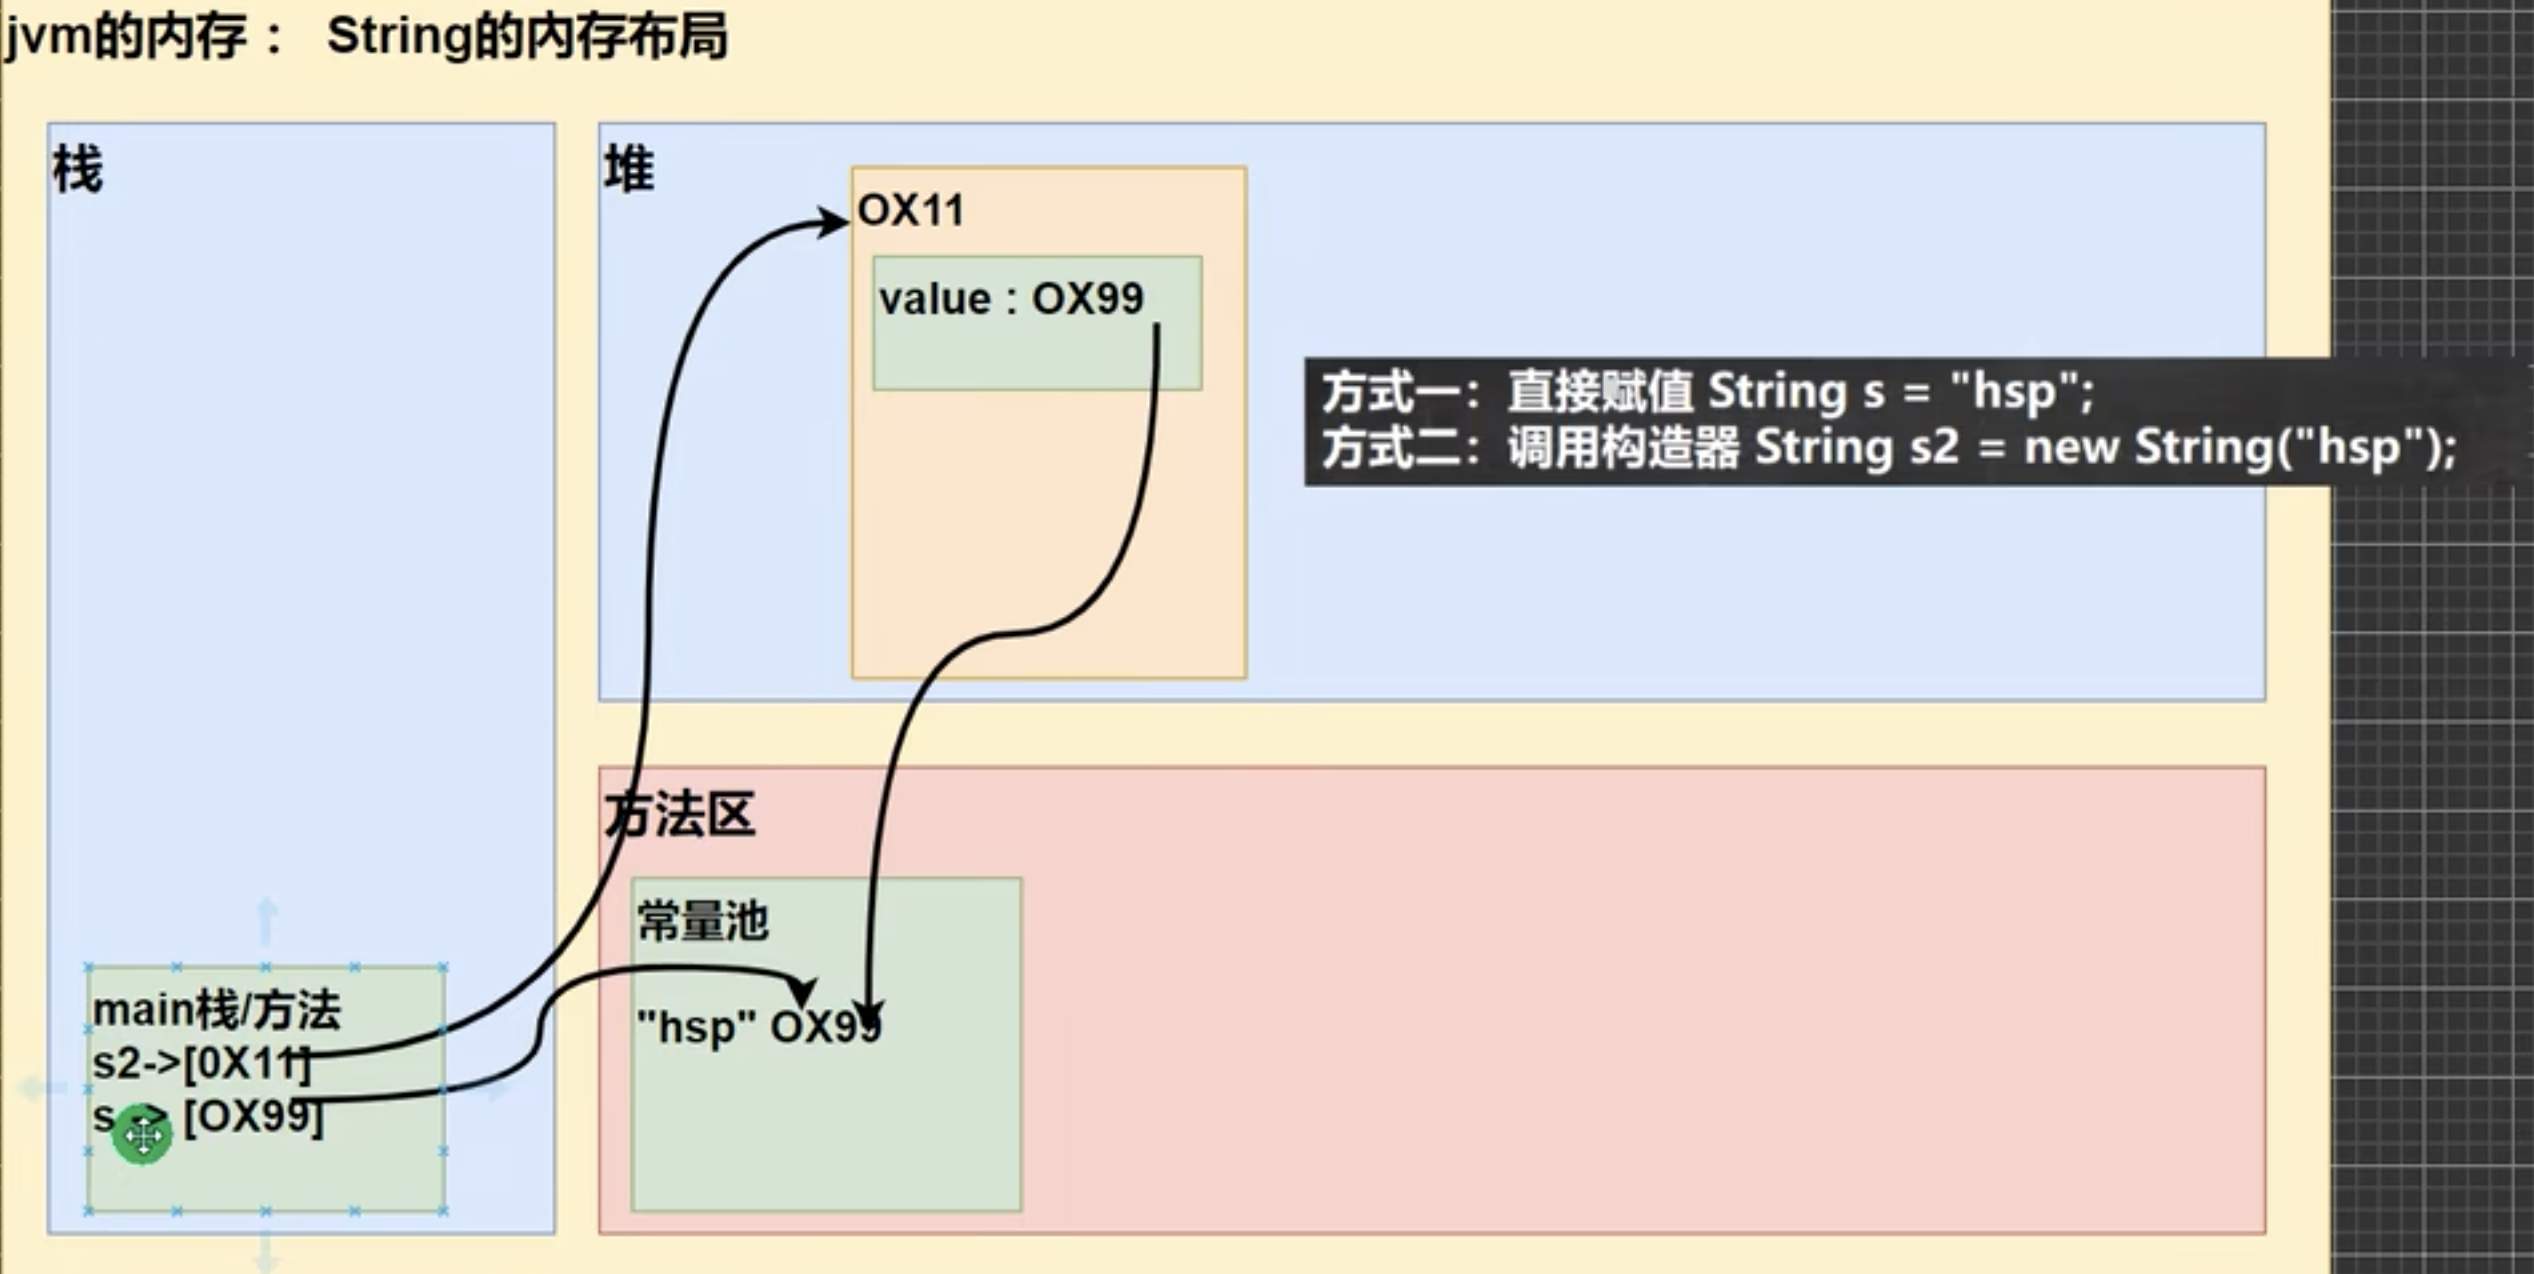 jvm的内存： String的内存布局
栈
堆
OX11
value : OX99
方式一：直接赋值 String s = "hsp";
方式二：调用构造器 String s2 = new String("hsp");
方法区
常量池
"hsp" OX99
main栈/方法
s2->[0X11]
s -> [OX99]